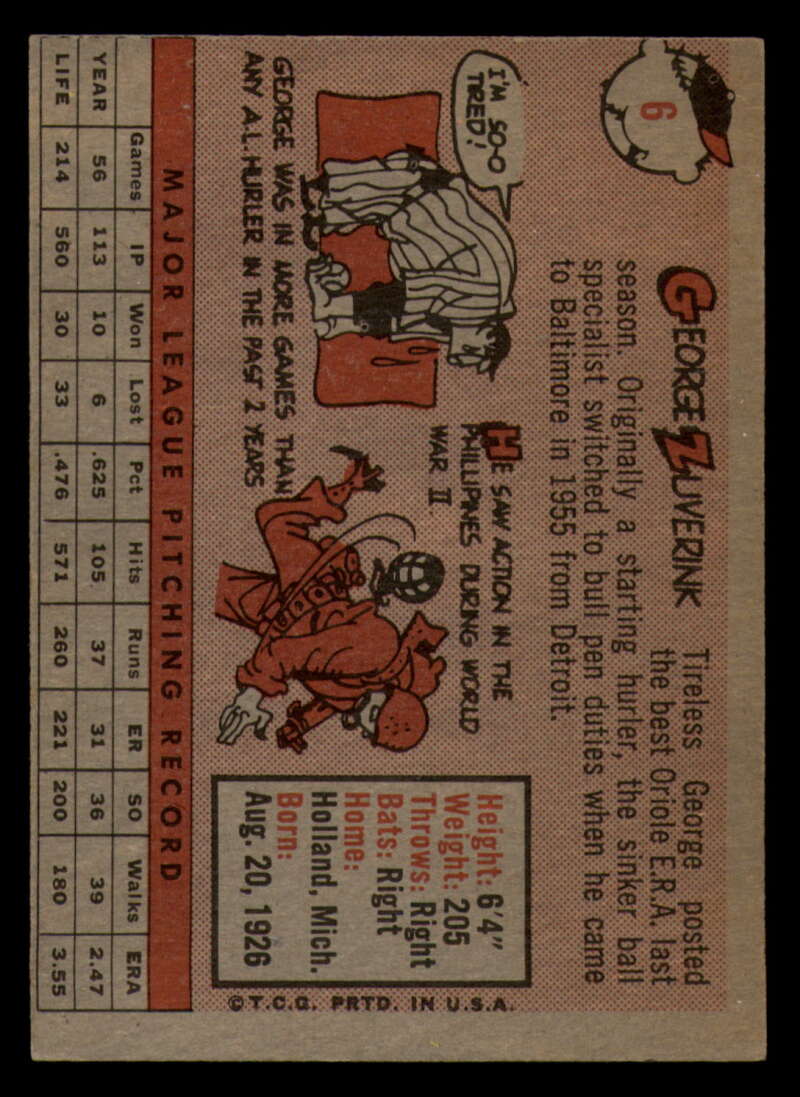 6
GEORGE ZUVERINK
Tireless George posted
the best Oriole E.R.A. last
season. Originally a starting hurler, the sinker ball
specialist switched to bull pen duties when he came
to Baltimore in 1955 from Detroit.
I'M SO-O
TIRED!
GEORGE WAS IN MORE GAMES THAN
ANY A.L. HURLER IN THE PAST 2 YEARS
HE SAW ACTION IN THE
PHILLIPINES DURING WORLD
WAR II.
Height: 6'4"
Weight: 205
Throws: Right
Bats: Right
Home:
Holland, Mich.
Born:
Aug. 20, 1926
©T.C.G. PRTD. IN U.S.A.
MAJOR LEAGUE PITCHING RECORD
Games IP Won Lost Pct Hits Runs ER SO Walks ERA
YEAR 56 113 10 6 .625 105 37 31 36 39 2.47
LIFE 214 560 30 33 .476 571 260 221 200 180 3.55